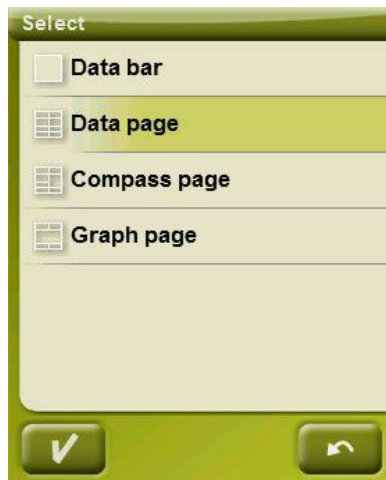 Select
Data bar
Data page
Compass page
Graph page